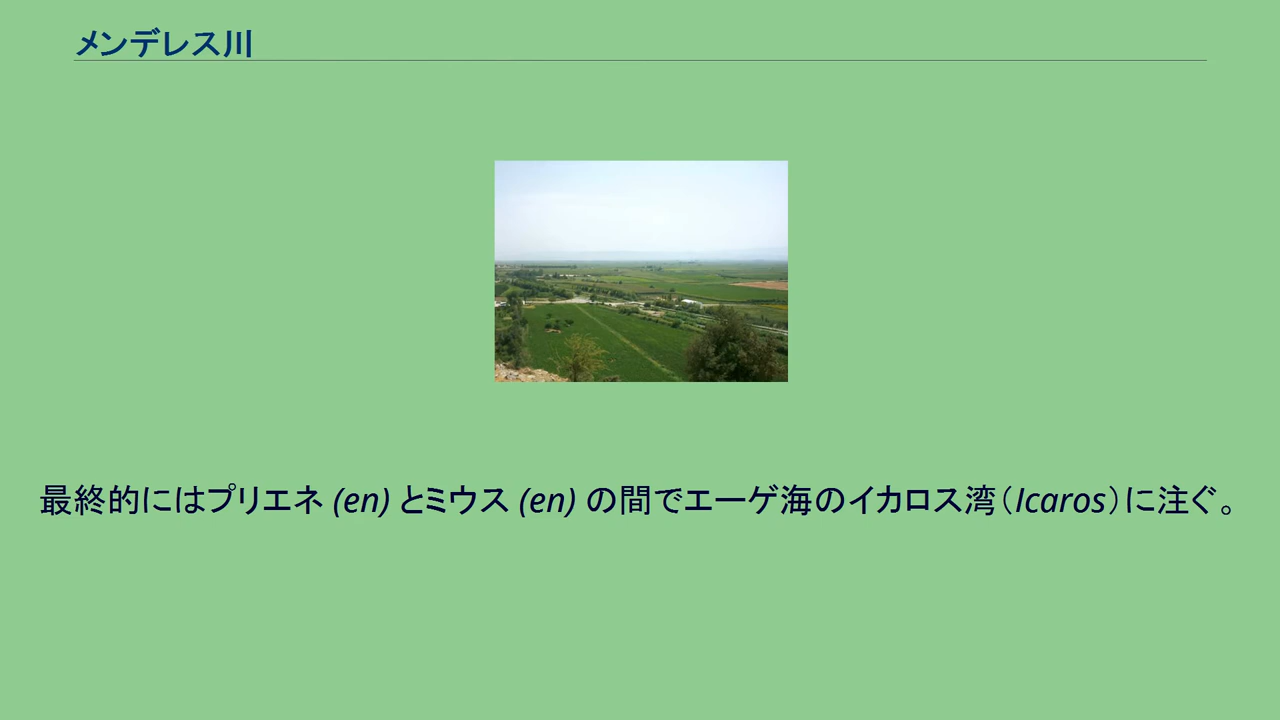 メンデレス川
最終的にはプリエネ (en) とミウス (en) の間でエーゲ海のイカロス湾（Icaros）に注ぐ。